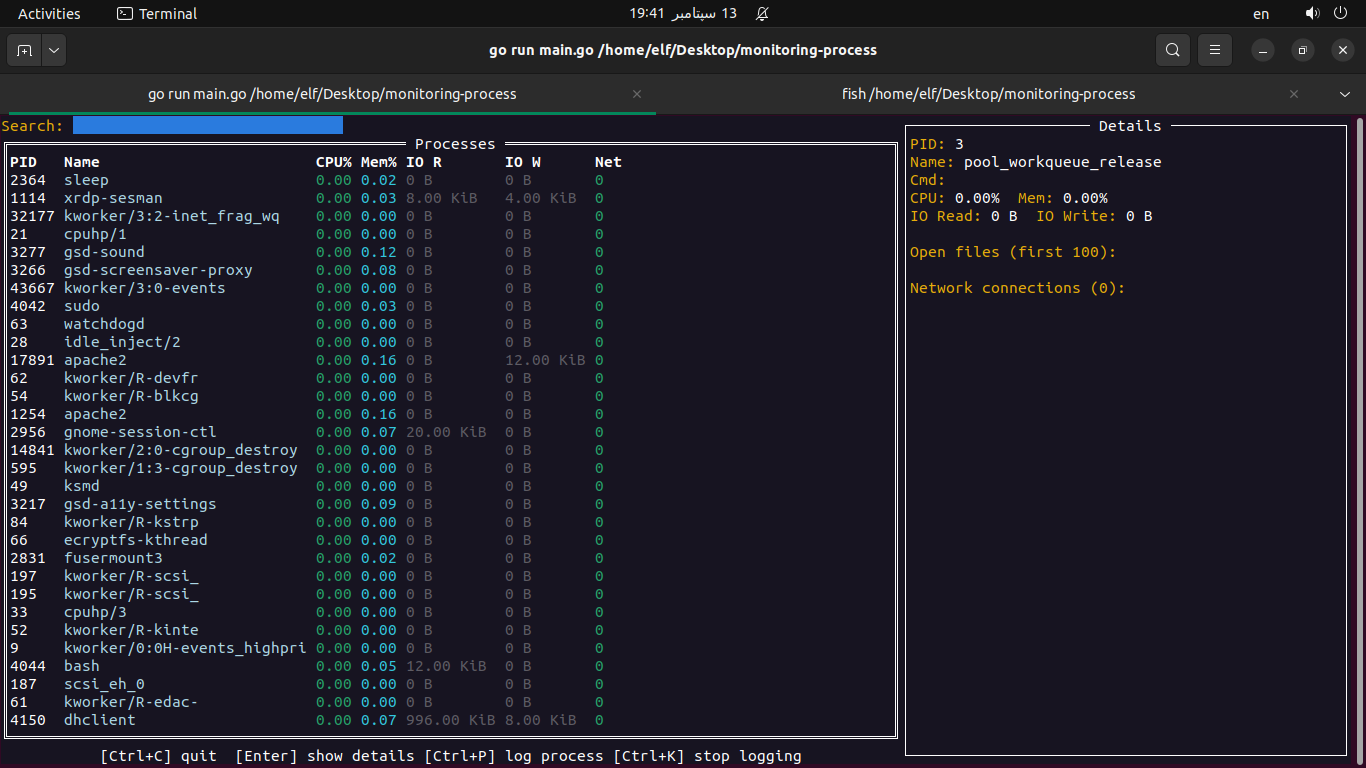 Activities Terminal 19:41 13 سپتامبر en
go run main.go /home/elf/Desktop/monitoring-process
go run main.go /home/elf/Desktop/monitoring-process fish /home/elf/Desktop/monitoring-process
Search:
Processes
PID Name CPU% Mem% IO R IO W Net
2364 sleep 0.00 0.02 0 B 0 B 0
1114 xrdp-sesman 0.00 0.03 8.00 KiB 4.00 KiB 0
32177 kworker/3:2-inet_frag_wq 0.00 0.00 0 B 0 B 0
21 cpuhp/1 0.00 0.00 0 B 0 B 0
3277 gsd-sound 0.00 0.12 0 B 0 B 0
3266 gsd-screensaver-proxy 0.00 0.08 0 B 0 B 0
43667 kworker/3:0-events 0.00 0.00 0 B 0 B 0
4042 sudo 0.00 0.03 0 B 0 B 0
63 watchdogd 0.00 0.00 0 B 0 B 0
28 idle_inject/2 0.00 0.00 0 B 0 B 0
17891 apache2 0.00 0.16 0 B 12.00 KiB 0
62 kworker/R-devfr 0.00 0.00 0 B 0 B 0
54 kworker/R-blkcg 0.00 0.00 0 B 0 B 0
1254 apache2 0.00 0.16 0 B 0 B 0
2956 gnome-session-ctl 0.00 0.07 20.00 KiB 0 B 0
14841 kworker/2:0-cgroup_destroy 0.00 0.00 0 B 0 B 0
595 kworker/1:3-cgroup_destroy 0.00 0.00 0 B 0 B 0
49 ksmd 0.00 0.00 0 B 0 B 0
3217 gsd-a11y-settings 0.00 0.09 0 B 0 B 0
84 kworker/R-kstrp 0.00 0.00 0 B 0 B 0
66 ecryptfs-kthread 0.00 0.00 0 B 0 B 0
2831 fusermount3 0.00 0.02 0 B 0 B 0
197 kworker/R-scsi_ 0.00 0.00 0 B 0 B 0
195 kworker/R-scsi_ 0.00 0.00 0 B 0 B 0
33 cpuhp/3 0.00 0.00 0 B 0 B 0
52 kworker/R-kinte 0.00 0.00 0 B 0 B 0
9 kworker/0:0H-events_highpri 0.00 0.00 0 B 0 B 0
4044 bash 0.00 0.05 12.00 KiB 0 B 0
187 scsi_eh_0 0.00 0.00 0 B 0 B 0
61 kworker/R-edac- 0.00 0.00 0 B 0 B 0
4150 dhclient 0.00 0.07 996.00 KiB 8.00 KiB 0
Details
PID: 3
Name: pool_workqueue_release
Cmd:
CPU: 0.00% Mem: 0.00%
IO Read: 0 B IO Write: 0 B
Open files (first 100):
Network connections (0):
[Ctrl+C] quit [Enter] show details [Ctrl+P] log process [Ctrl+K] stop logging